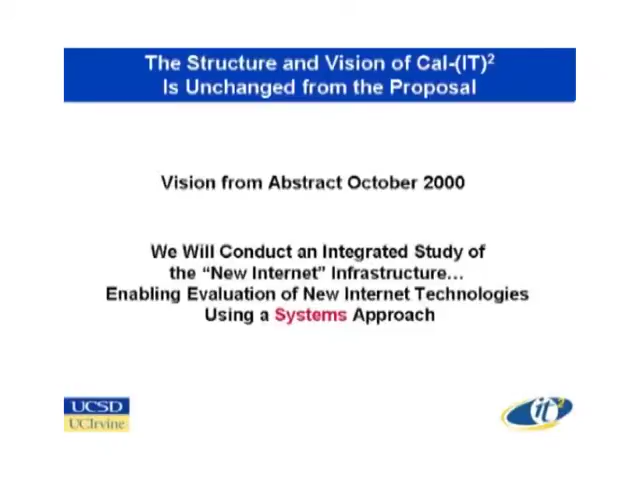 The Structure and Vision of Cal-(IT)²
Is Unchanged from the Proposal
Vision from Abstract October 2000
We Will Conduct an Integrated Study of
the “New Internet” Infrastructure…
Enabling Evaluation of New Internet Technologies
Using a Systems Approach
UCSD
UCIrvine
it²